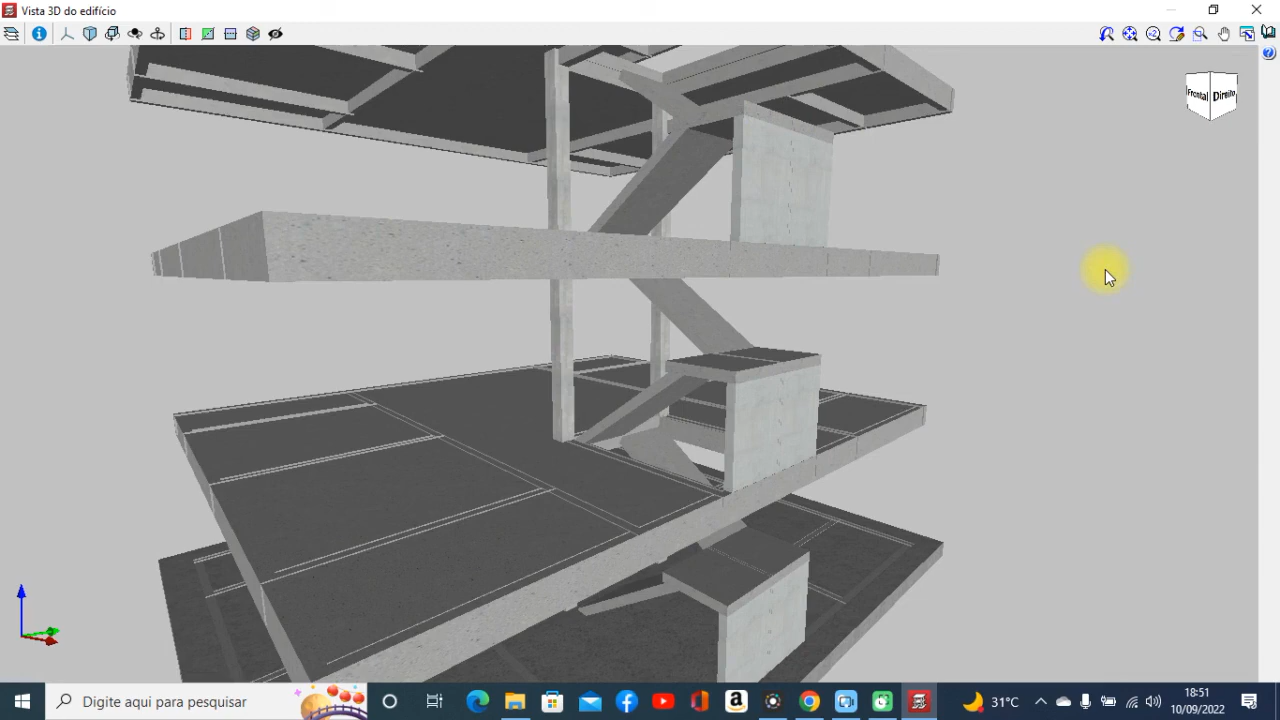 Vista 3D do edifício
Frontal
Direito
Digite aqui para pesquisar
31°C
18:51
10/09/2022